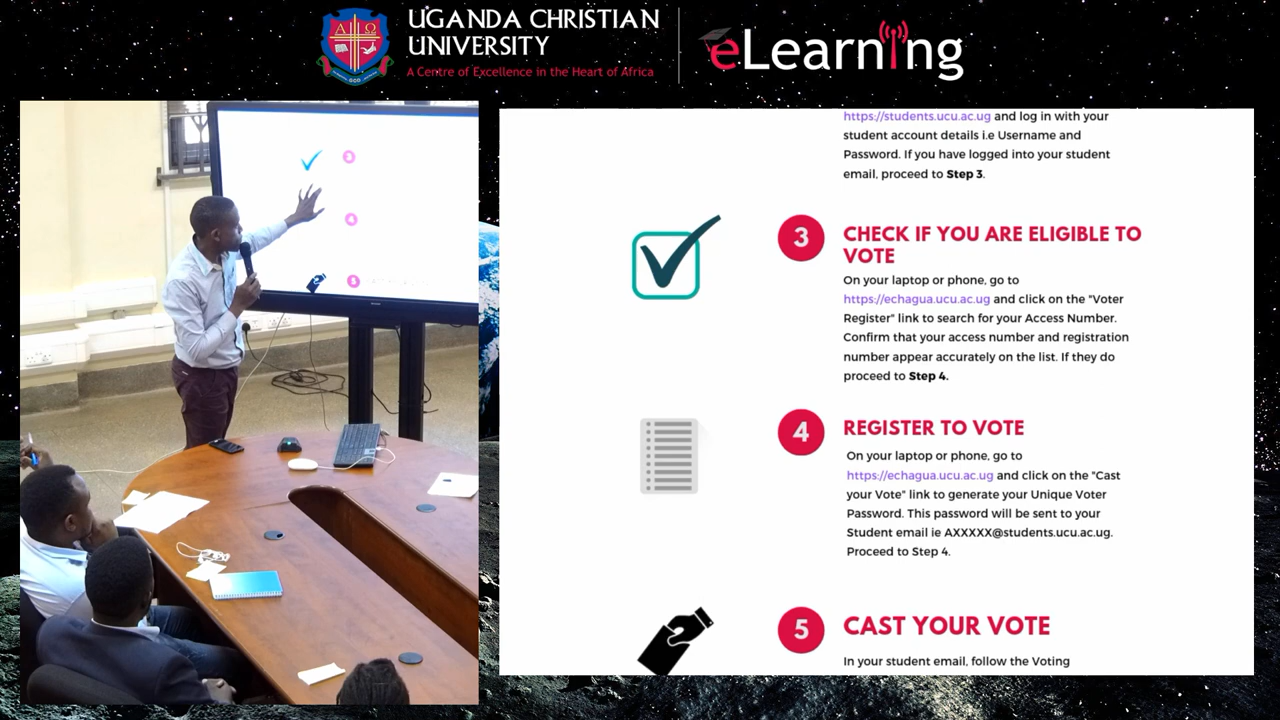 UGANDA CHRISTIAN
UNIVERSITY
A Centre of Excellence in the Heart of Africa
eLearning
https://students.ucu.ac.ug and log in with your
student account details i.e Username and
Password. If you have logged into your student
email, proceed to Step 3.
3
CHECK IF YOU ARE ELIGIBLE TO
VOTE
On your laptop or phone, go to
https://echagua.ucu.ac.ug and click on the "Voter
Register" link to search for your Access Number.
Confirm that your access number and registration
number appear accurately on the list. If they do
proceed to Step 4.
4
REGISTER TO VOTE
On your laptop or phone, go to
https://echagua.ucu.ac.ug and click on the "Cast
your Vote" link to generate your Unique Voter
Password. This password will be sent to your
Student email ie AXXXXX@students.ucu.ac.ug.
Proceed to Step 4.
5
CAST YOUR VOTE
In your student email, follow the Voting
3
4
5